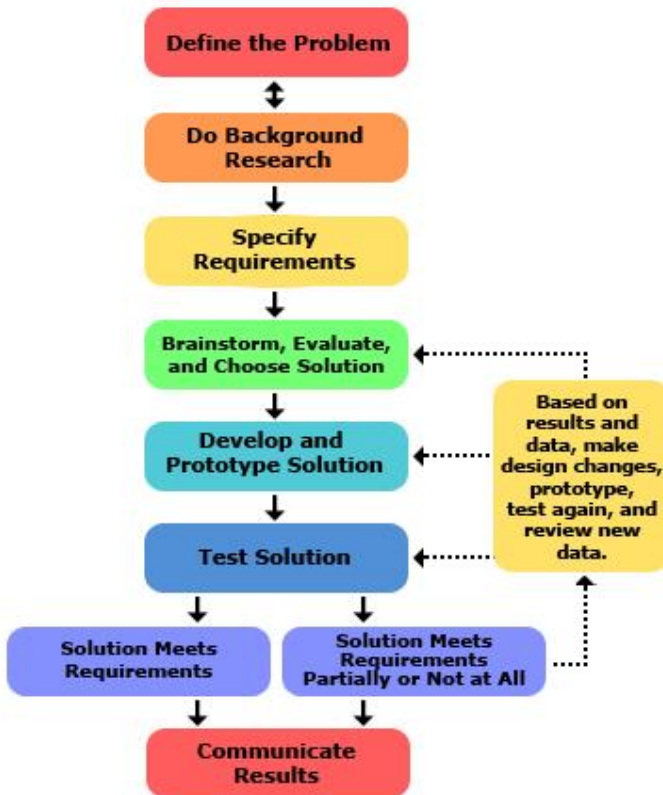 Define the Problem
Do Background
Research
Specify
Requirements
Brainstorm, Evaluate,
and Choose Solution
Develop and
Prototype Solution
Based on
results and
data, make
design changes,
prototype,
test again, and
review new
data.
Test Solution
Solution Meets
Requirements
Solution Meets
Requirements
Partially or Not at All
Communicate
Results